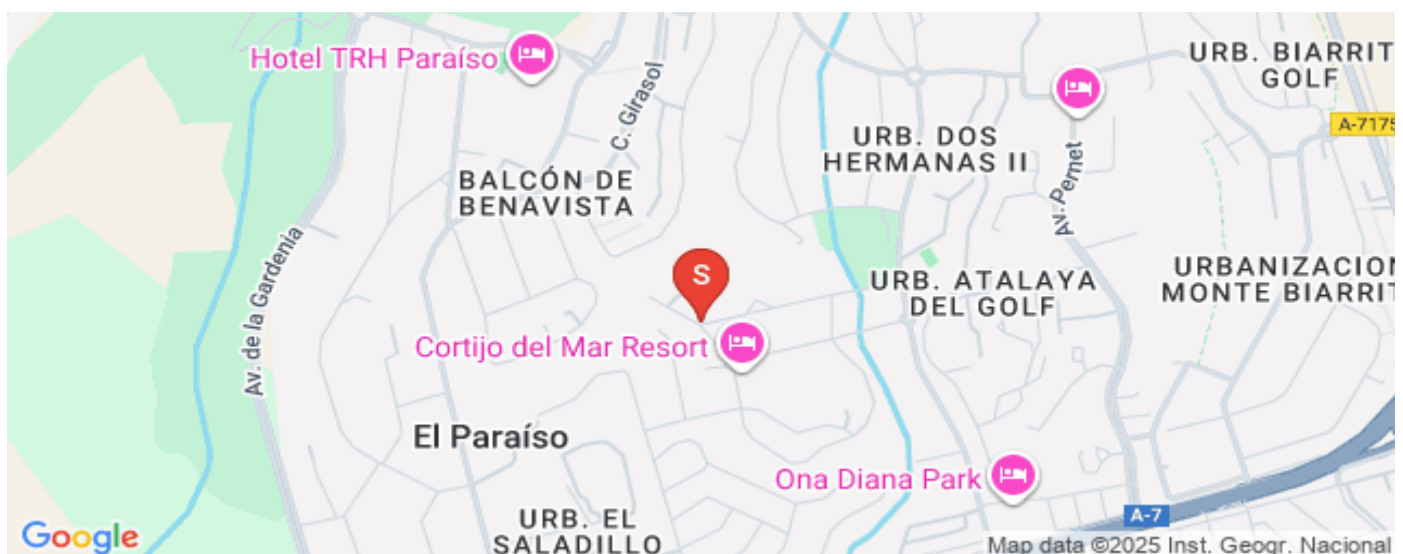 Hotel TRH Paraíso
C. Girasol
URB. BIARRIT
GOLF
A-7175
URB. DOS
HERMANAS II
BALCÓN DE
BENAVISTA
Av. Pernet
Av. de la Gardenia
S
URB. ATALAYA
DEL GOLF
URBANIZACION
MONTE BIARRIT
Cortijo del Mar Resort
El Paraíso
Ona Diana Park
URB. EL
SALADILLO
A-7
Google
Map data ©2025 Inst. Geogr. Nacional